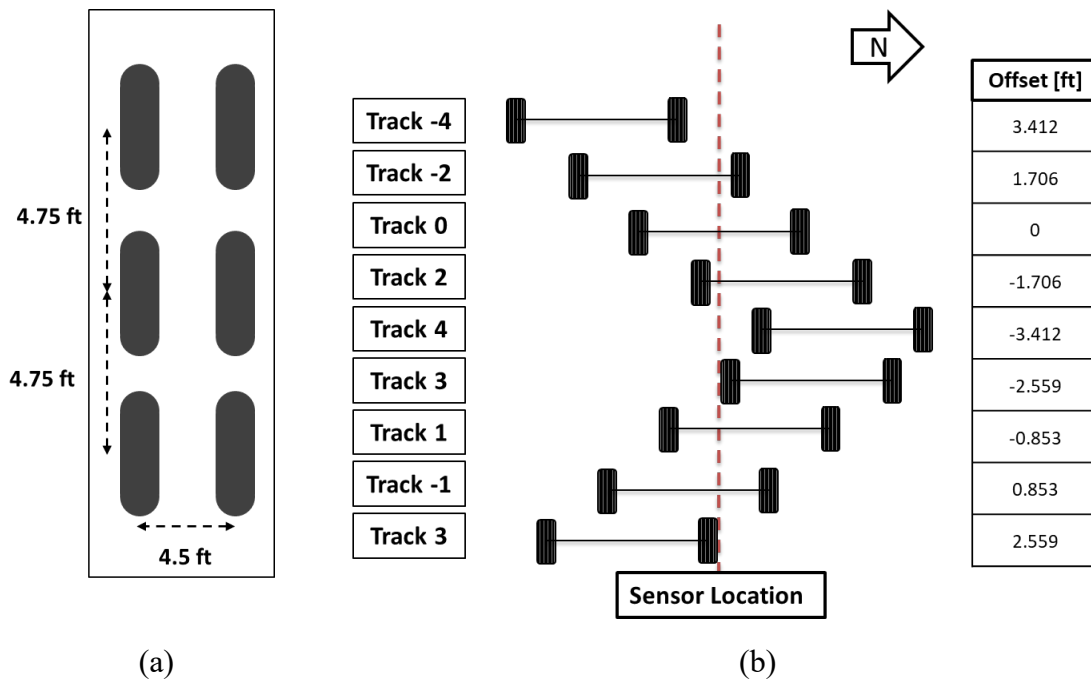 4.75 ft
4.75 ft
4.5 ft
(a)
N
Offset [ft]
Track -4
3.412
Track -2
1.706
Track 0
0
Track 2
-1.706
Track 4
-3.412
Track 3
-2.559
Track 1
-0.853
Track -1
0.853
Track 3
2.559
Sensor Location
(b)